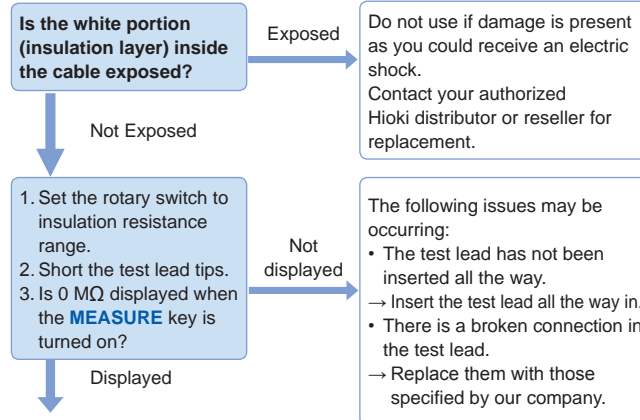 Is the white portion
(insulation layer) inside
the cable exposed?
Exposed
Do not use if damage is present
as you could receive an electric
shock.
Contact your authorized
Hioki distributor or reseller for
replacement.
Not Exposed
1. Set the rotary switch to
insulation resistance
range.
2. Short the test lead tips.
3. Is 0 MΩ displayed when
the MEASURE key is
turned on?
Not
displayed
The following issues may be
occurring:
• The test lead has not been
inserted all the way.
→ Insert the test lead all the way in.
• There is a broken connection in
the test lead.
→ Replace them with those
specified by our company.
Displayed